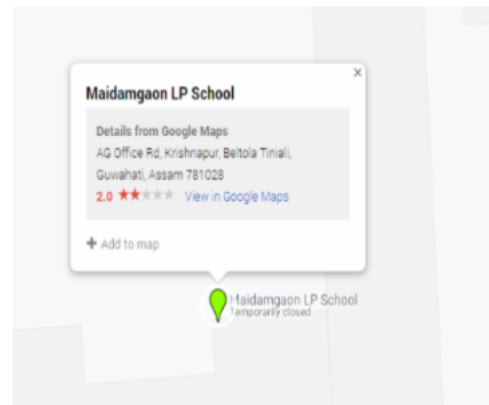 Maidamgaon LP School
Details from Google Maps
AG Office Rd, Krishnapur, Beltola Tiniali,
Guwahati, Assam 781028
2.0 ★★★★★ View in Google Maps
+ Add to map
Maidamgaon LP School
Temporarily closed